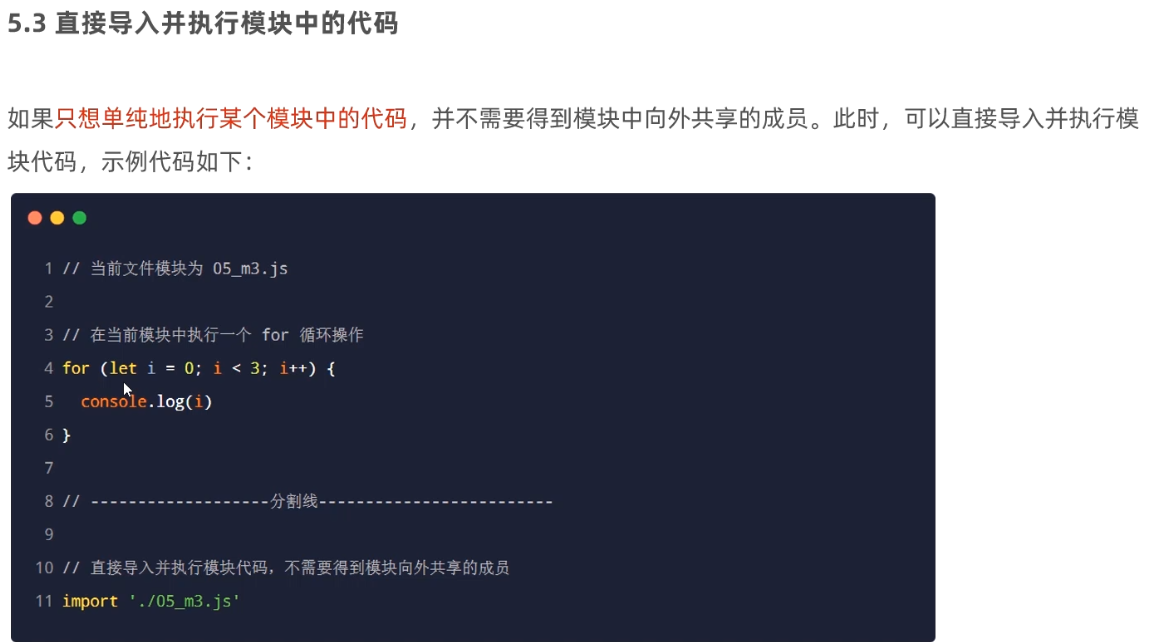 5.3 直接导入并执行模块中的代码
如果只想单纯地执行某个模块中的代码，并不需要得到模块中向外共享的成员。此时，可以直接导入并执行模
块代码，示例代码如下：
1 // 当前文件模块为 05_m3.js
2
3 // 在当前模块中执行一个 for 循环操作
4 for (let i = 0; i < 3; i++) {
5   console.log(i)
6 }
7
8 // -------------------分割线-------------------------
9
10 // 直接导入并执行模块代码，不需要得到模块向外共享的成员
11 import './05_m3.js'